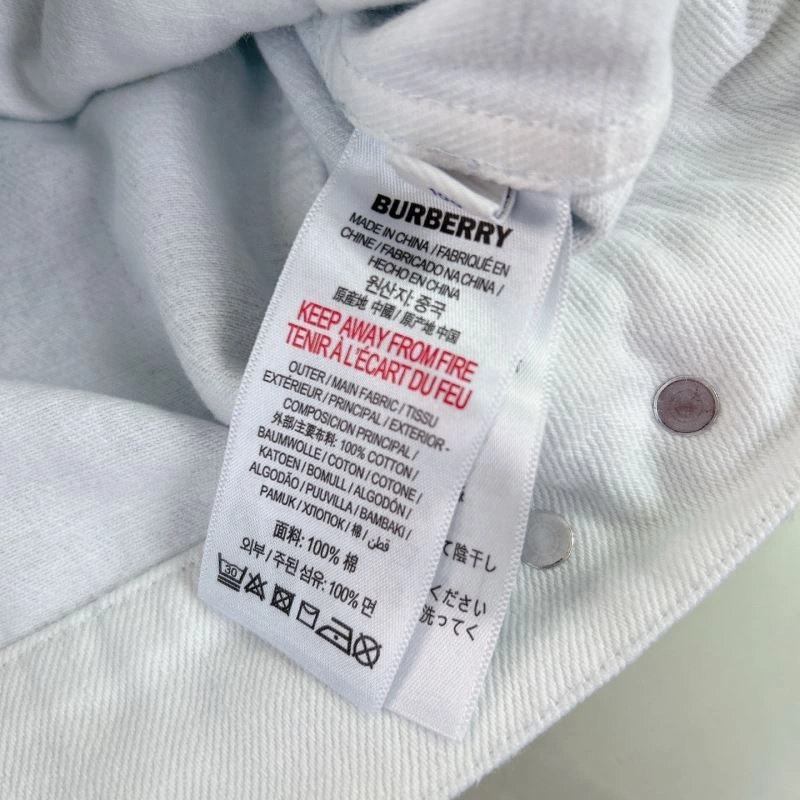 BURBERRY
MADE IN CHINA / FABRIQUÉ EN
CHINE / FABRICADO NA CHINA /
HECHO EN CHINA
원산지: 중국
原産地 中國 / 原产地 中国
KEEP AWAY FROM FIRE
TENIR À L'ÉCART DU FEU
OUTER / MAIN FABRIC / TISSU
EXTÉRIEUR / PRINCIPAL / EXTERIOR -
COMPOSICION PRINCIPAL /
外部/主要布料: 100% COTTON /
BAUMWOLLE / COTON / COTONE /
KATOEN / BOMULL / ALGODÓN /
ALGODÃO / PUUVILLA / BAMBAKI /
PAMUK / ХЛОПОК / 棉 / قطن
面料: 100% 棉
외부 / 주된 섬유: 100% 면
30
て陰干し
ください
洗ってく